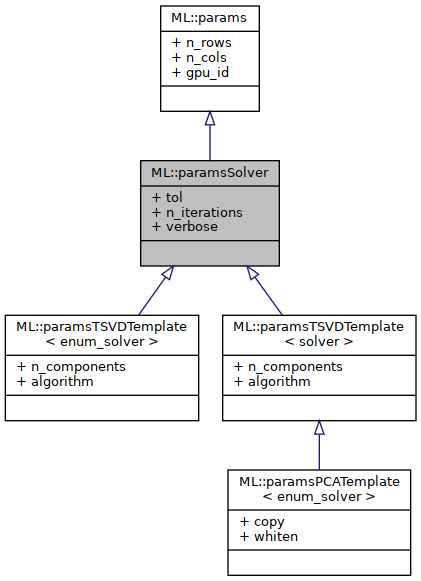 ML::params
+ n_rows
+ n_cols
+ gpu_id
ML::paramsSolver
+ tol
+ n_iterations
+ verbose
ML::paramsTSVDTemplate
< enum_solver >
+ n_components
+ algorithm
ML::paramsTSVDTemplate
< solver >
+ n_components
+ algorithm
ML::paramsPCATemplate
< enum_solver >
+ copy
+ whiten